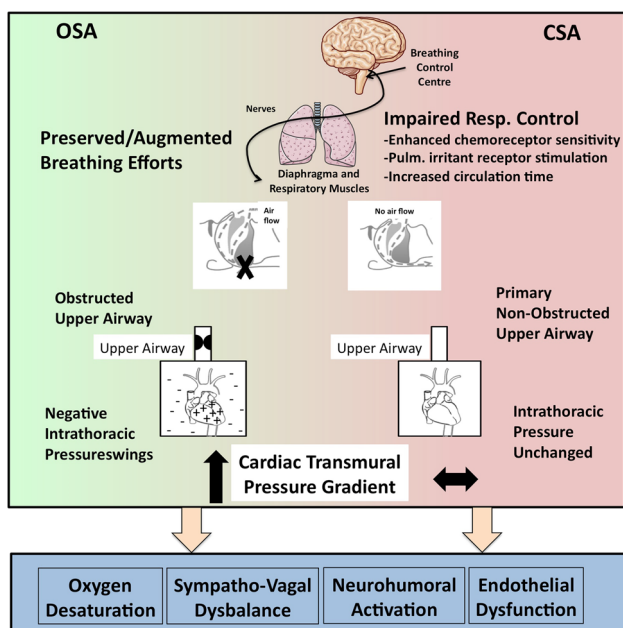 OSA
CSA
Breathing
Control
Centre
Nerves
Preserved/Augmented
Breathing Efforts
Impaired Resp. Control
-Enhanced chemoreceptor sensitivity
-Pulm. irritant receptor stimulation
-Increased circulation time
Diaphragma and
Respiratory Muscles
Air
flow
No air flow
Obstructed
Upper Airway
Primary
Non-Obstructed
Upper Airway
Upper Airway
Upper Airway
Negative
Intrathoracic
Pressureswings
Intrathoracic
Pressure
Unchanged
Cardiac Transmural
Pressure Gradient
Oxygen
Desaturation
Sympatho-Vagal
Dysbalance
Neurohumoral
Activation
Endothelial
Dysfunction